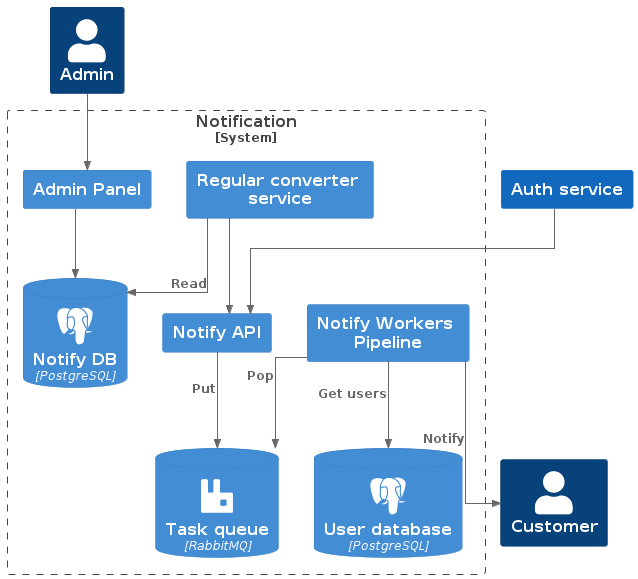 Admin
Notification
[System]
Admin Panel
Regular converter
service
Auth service
Read
Notify DB
[PostgreSQL]
Notify API
Notify Workers
Pipeline
Put
Pop
Get users
Notify
Task queue
[RabbitMQ]
User database
[PostgreSQL]
Customer